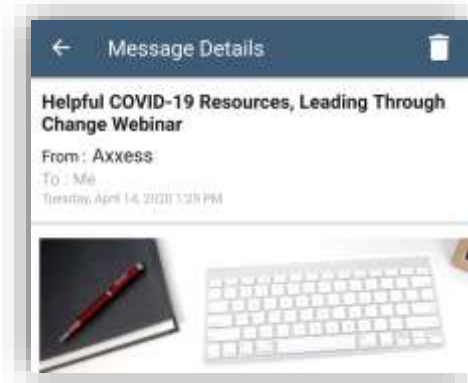 Message Details
Helpful COVID-19 Resources, Leading Through
Change Webinar
From : Axxess
To : Me
Tuesday, April 14, 2020 1:29 PM